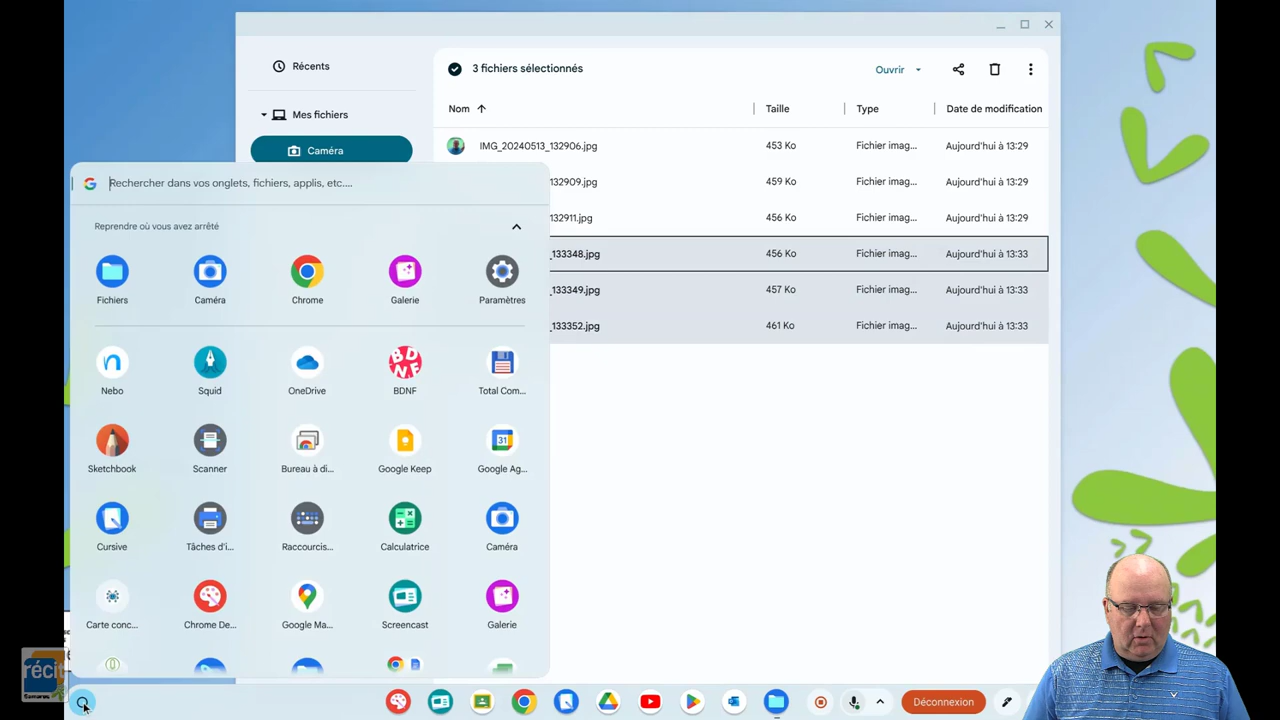 Récents
Mes fichiers
Caméra
3 fichiers sélectionnés
Ouvrir
Nom
Taille
Type
Date de modification
IMG_20240513_132906.jpg
453 Ko
Fichier imag...
Aujourd'hui à 13:29
132909.jpg
459 Ko
Fichier imag...
Aujourd'hui à 13:29
132911.jpg
456 Ko
Fichier imag...
Aujourd'hui à 13:29
_133348.jpg
456 Ko
Fichier imag...
Aujourd'hui à 13:33
_133349.jpg
457 Ko
Fichier imag...
Aujourd'hui à 13:33
_133352.jpg
461 Ko
Fichier imag...
Aujourd'hui à 13:33
Rechercher dans vos onglets, fichiers, applis, etc....
Reprendre où vous avez arrêté
Fichiers
Caméra
Chrome
Galerie
Paramètres
BD
NF
Nebo
Squid
OneDrive
BDNF
Total Com...
31
Sketchbook
Scanner
Bureau à di...
Google Keep
Google Ag...
Cursive
Tâches d'i...
Raccourcis...
Calculatrice
Caméra
Carte conc...
Chrome De...
Google Ma...
Screencast
Galerie
récit
Samares
Déconnexion